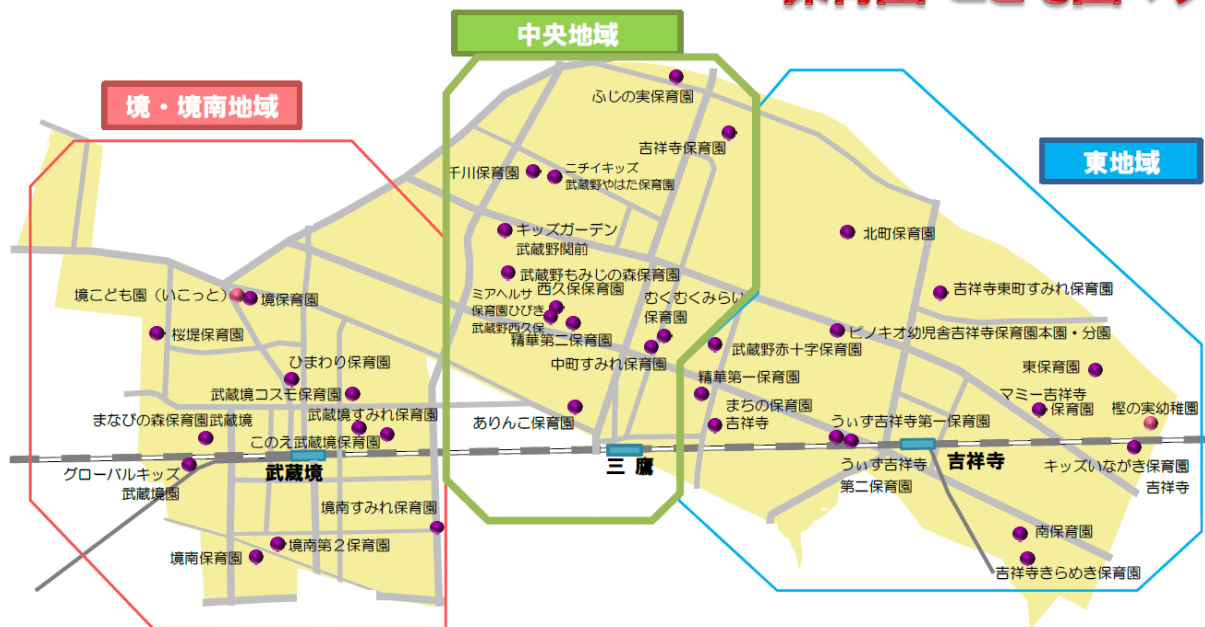 中央地域
境・境南地域
東地域
ふじの実保育園
吉祥寺保育園
千川保育園
ニチイキッズ
武蔵野やはた保育園
キッズガーデン
武蔵野関前
武蔵野もみじの森保育園
ミアヘルサ
保育園ひびき
武蔵野西久保
西久保保育園
精華第二保育園
むくむくみらい
保育園
中町すみれ保育園
ありんこ保育園
三鷹
境こども園(いこっと)
境保育園
桜堤保育園
ひまわり保育園
武蔵境コスモ保育園
まなびの森保育園武蔵境
武蔵境すみれ保育園
このえ武蔵境保育園
グローバルキッズ
武蔵境園
武蔵境
境南すみれ保育園
境南第2保育園
境南保育園
北町保育園
吉祥寺東町すみれ保育園
ピノキオ幼児舎吉祥寺保育園本園・分園
武蔵野赤十字保育園
精華第一保育園
まちの保育園
吉祥寺
うぃず吉祥寺第一保育園
うぃず吉祥寺
第二保育園
吉祥寺
東保育園
マミー吉祥寺
保育園
樫の実幼稚園
キッズいながき保育園
吉祥寺
南保育園
吉祥寺きらめき保育園